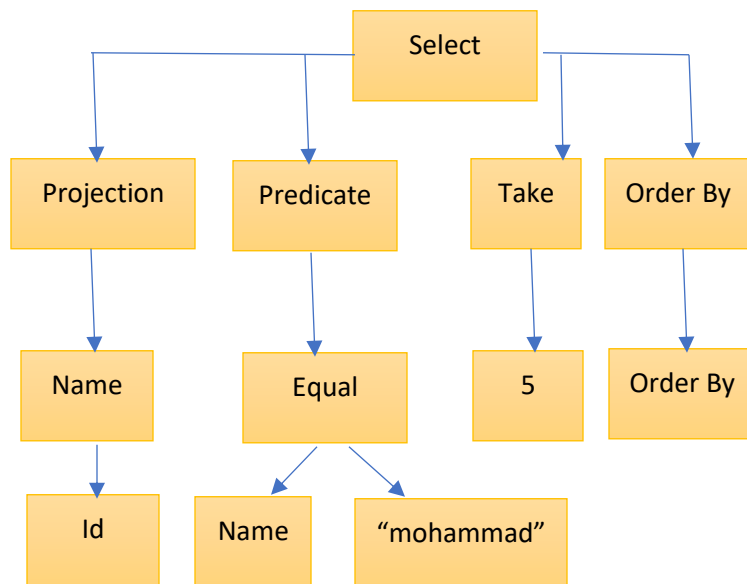 Select
Projection
Predicate
Take
Order By
Name
Equal
5
Order By
Id
Name
“mohammad”